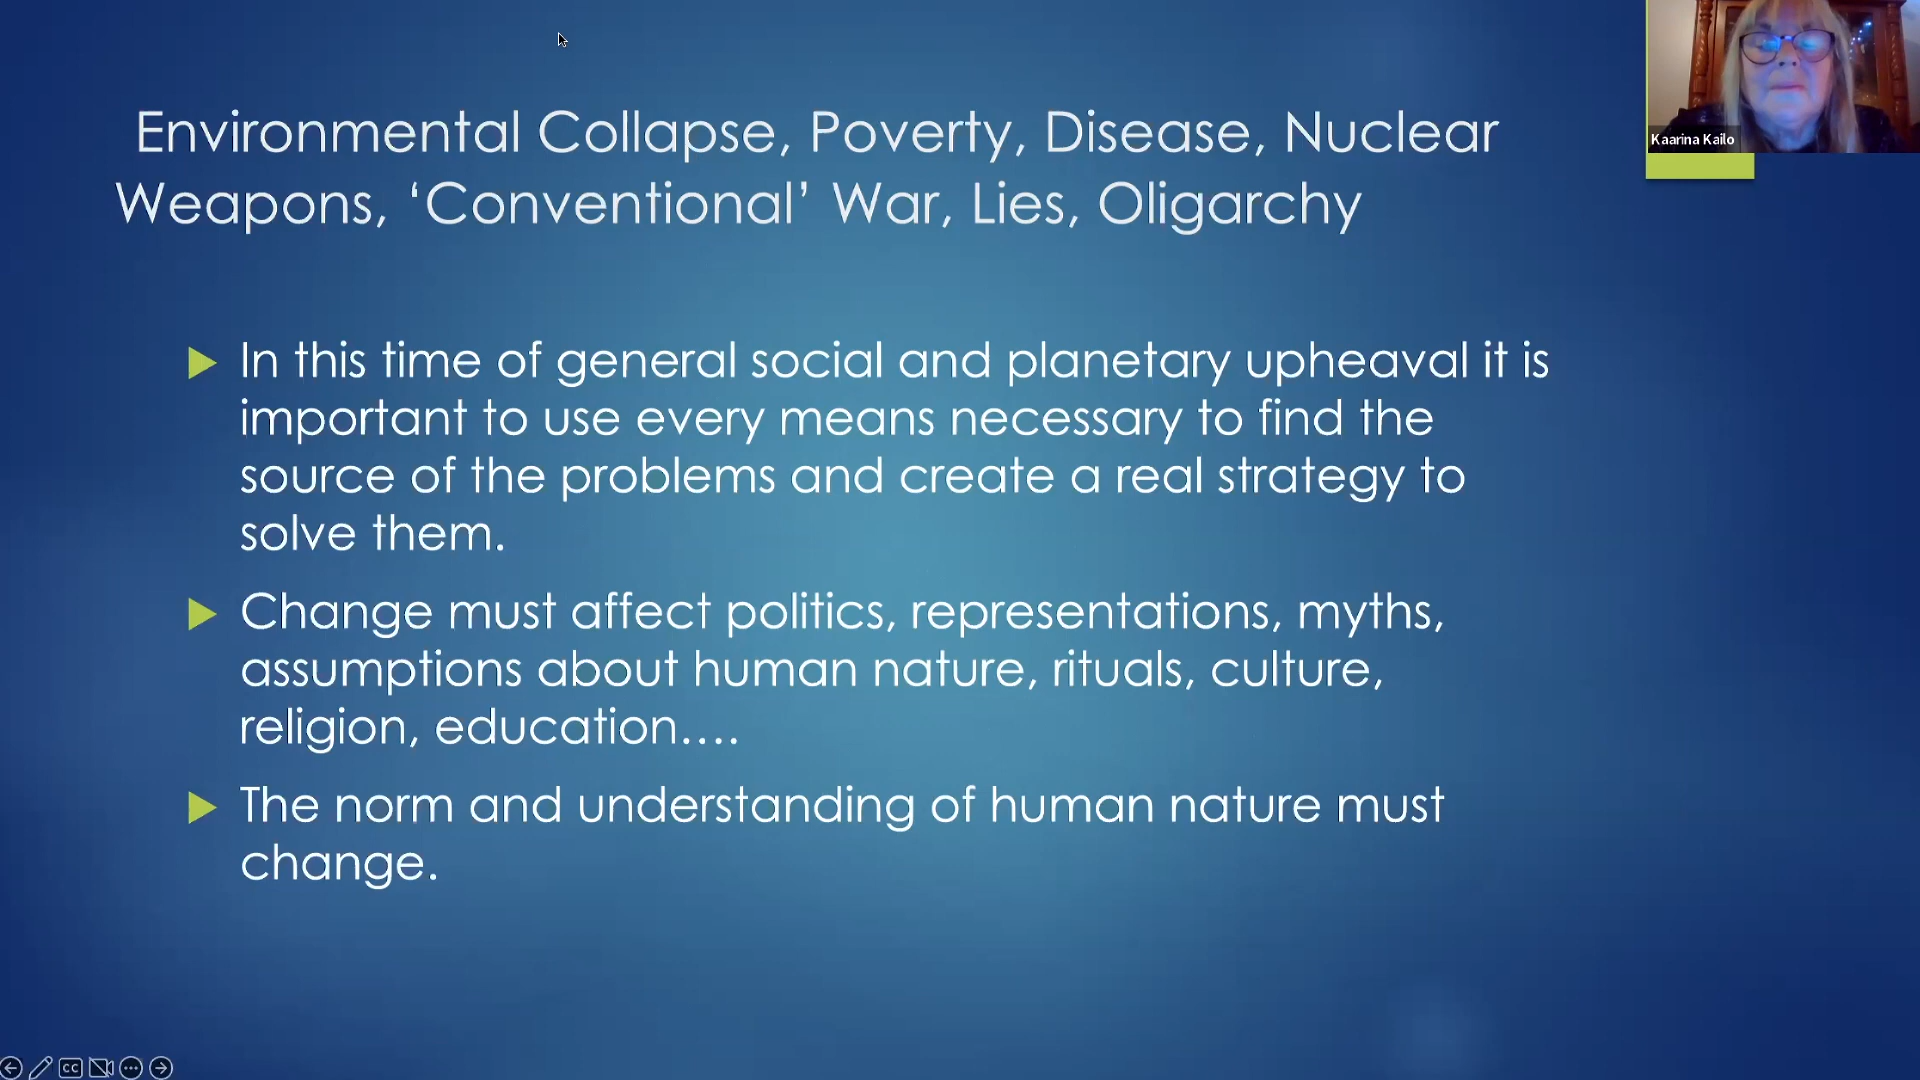 Environmental Collapse, Poverty, Disease, Nuclear
Weapons, ‘Conventional’ War, Lies, Oligarchy
Kaarina Kailo
In this time of general social and planetary upheaval it is
important to use every means necessary to find the
source of the problems and create a real strategy to
solve them.
Change must affect politics, representations, myths,
assumptions about human nature, rituals, culture,
religion, education….
The norm and understanding of human nature must
change.
CC